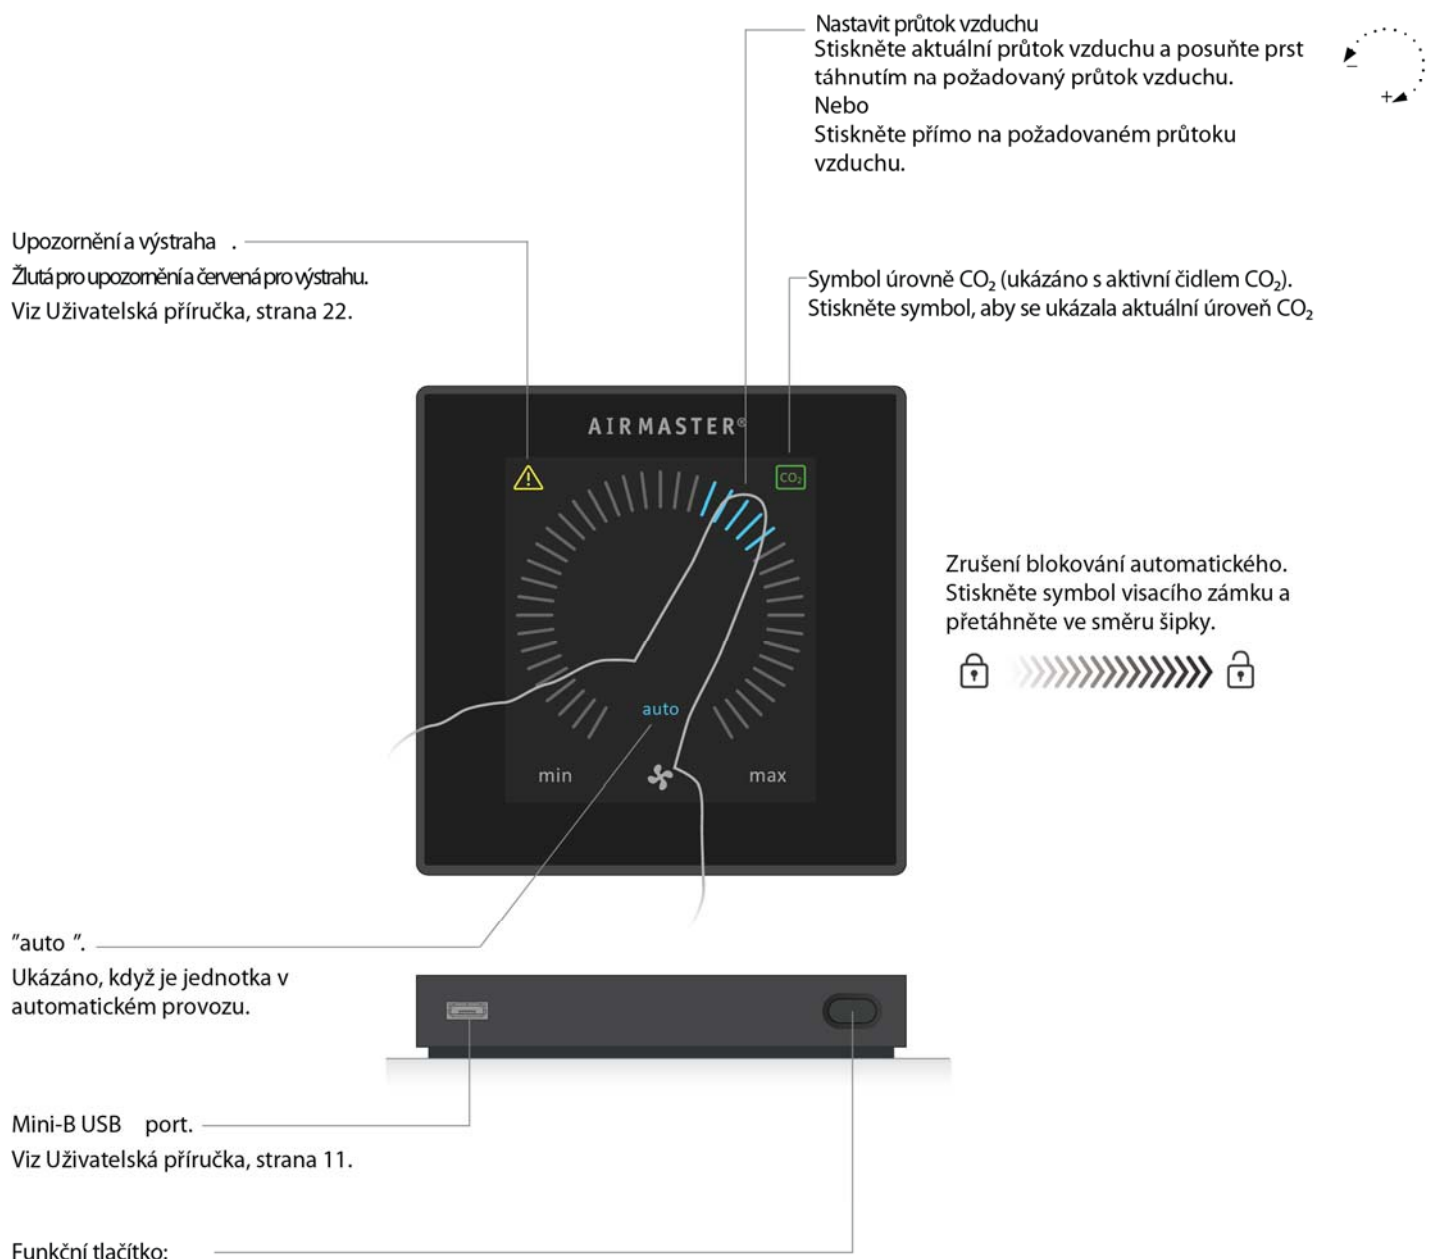 Nastavit průtok vzduchu
Stiskněte aktuální průtok vzduchu a posuňte prst
táhnutím na požadovaný průtok vzduchu.
Nebo
Stiskněte přímo na požadovaném průtoku
vzduchu.
−
+
Upozornění a výstraha .
Žlutá pro upozornění a červená pro výstrahu.
Viz Uživatelská příručka, strana 22.
Symbol úrovně CO₂ (ukázáno s aktivní čidlem CO₂).
Stiskněte symbol, aby se ukázala aktuální úroveň CO₂
AIRMASTER®
CO₂
Zrušení blokování automatického.
Stiskněte symbol visacího zámku a
přetáhněte ve směru šipky.
auto
min
max
"auto ".
Ukázáno, když je jednotka v
automatickém provozu.
Mini-B USB port.
Viz Uživatelská příručka, strana 11.
Funkční tlačítko: